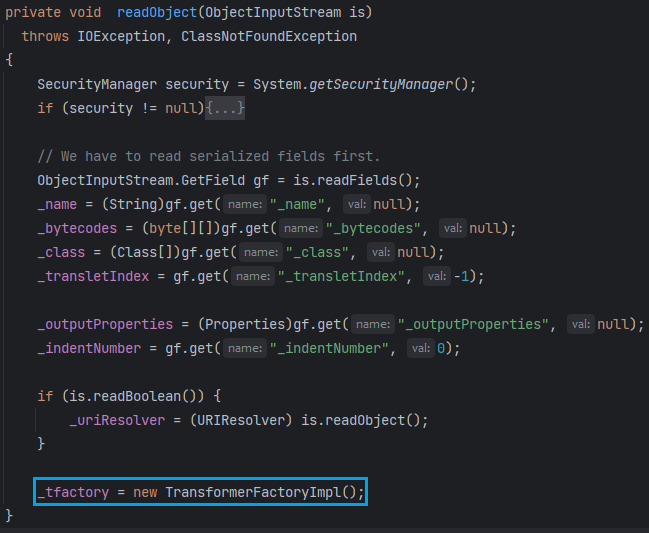 private void  readObject(ObjectInputStream is)
  throws IOException, ClassNotFoundException
{
    SecurityManager security = System.getSecurityManager();
    if (security != null){...}
    // We have to read serialized fields first.
    ObjectInputStream.GetField gf = is.readFields();
    _name = (String)gf.get( name: "_name", val: null);
    _bytecodes = (byte[][])gf.get( name: "_bytecodes", val: null);
    _class = (Class[])gf.get( name: "_class", val: null);
    _transletIndex = gf.get( name: "_transletIndex", val: -1);
    _outputProperties = (Properties)gf.get( name: "_outputProperties", val: null);
    _indentNumber = gf.get( name: "_indentNumber", val: 0);
    if (is.readBoolean()) {
        _uriResolver = (URIResolver) is.readObject();
    }
    _tfactory = new TransformerFactoryImpl();
}